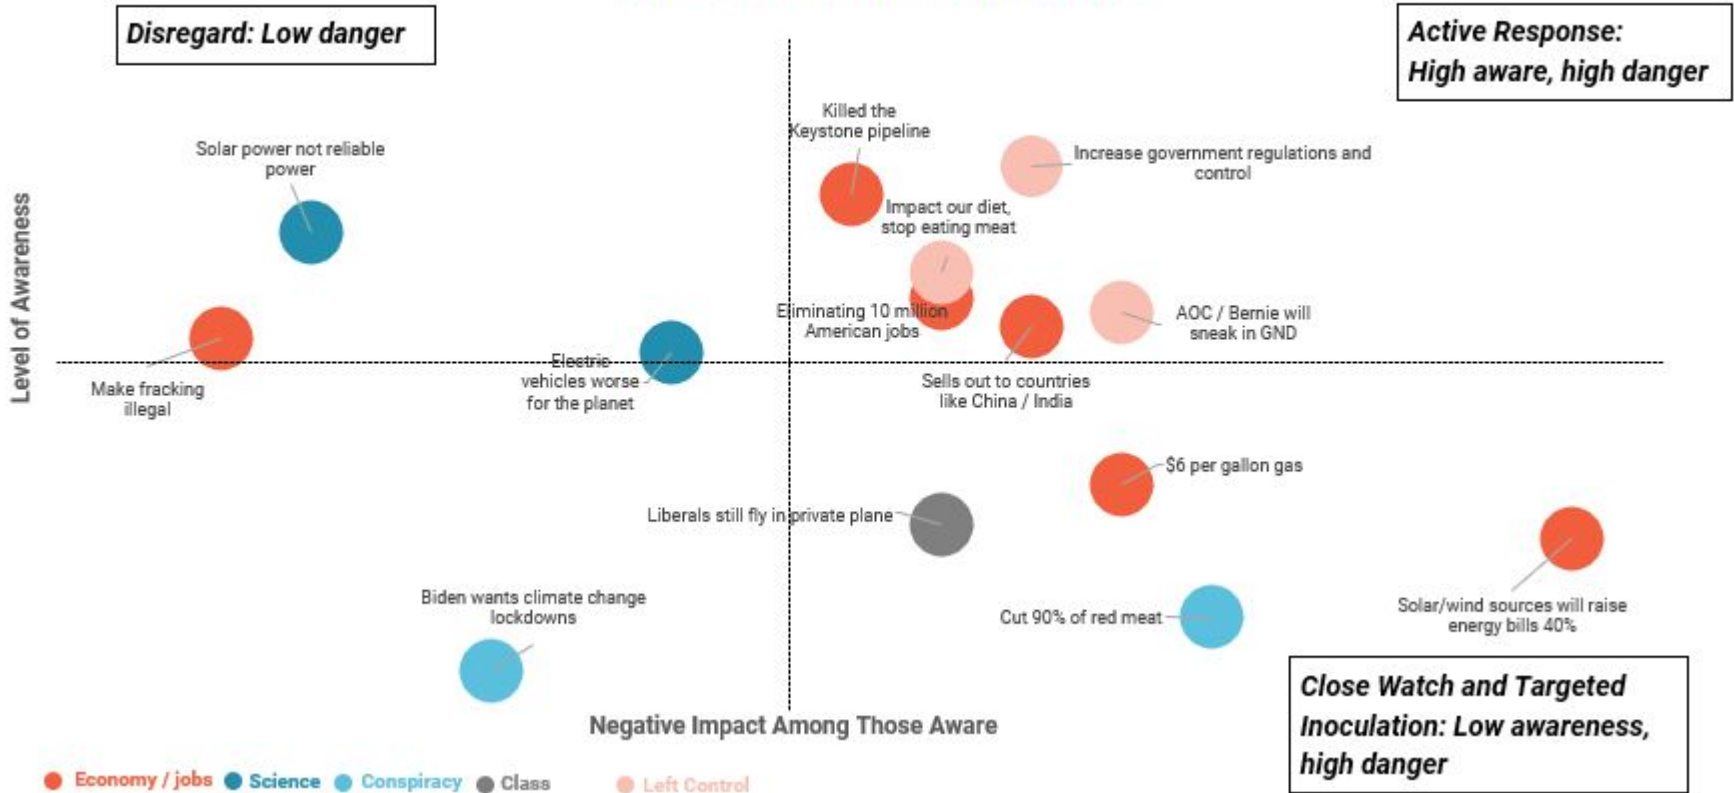 Disregard: Low danger
Active Response:
High aware, high danger
Killed the
Keystone pipeline
Solar power not reliable
power
Increase government regulations and
control
Impact our diet,
stop eating meat
Level of Awareness
Eliminating 10 million
American jobs
AOC / Bernie will
sneak in GND
Electric
vehicles worse
for the planet
Make fracking
illegal
Sells out to countries
like China / India
$6 per gallon gas
Liberals still fly in private plane
Biden wants climate change
lockdowns
Cut 90% of red meat
Solar/wind sources will raise
energy bills 40%
Close Watch and Targeted
Inoculation: Low awareness,
high danger
Negative Impact Among Those Aware
Economy / jobs Science Conspiracy Class Left Control